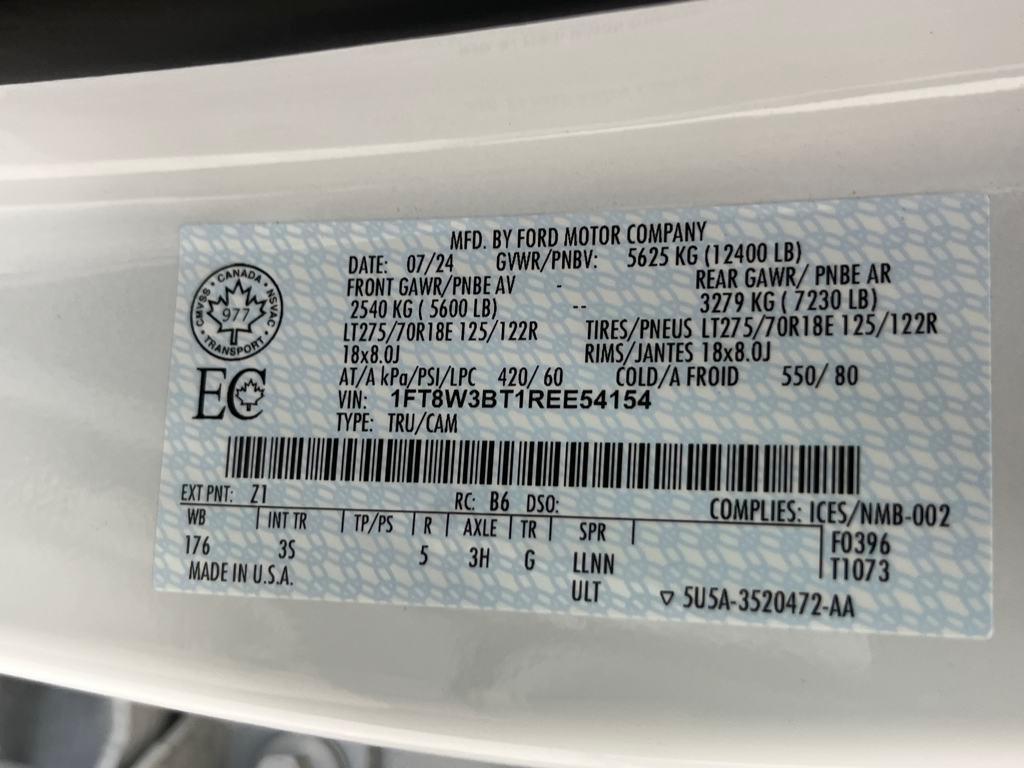 MFD. BY FORD MOTOR COMPANY
DATE: 07/24 GVWR/PNBV: 5625 KG (12400 LB)
FRONT GAWR/PNBE AV - REAR GAWR/ PNBE AR
2540 KG ( 5600 LB) -- 3279 KG ( 7230 LB)
LT275/70R18E 125/122R TIRES/PNEUS LT275/70R18E 125/122R
18x8.0J RIMS/JANTES 18x8.0J
AT/A kPa/PSI/LPC 420/ 60 COLD/A FROID 550/ 80
VIN: 1FT8W3BT1REE54154
TYPE: TRU/CAM
CANADA
CMVSS NSVAC
977
TRANSPORT
EC
EXT PNT: Z1 RC: B6 DSO: COMPLIES: ICES/NMB-002
WB INT TR TP/PS R AXLE TR SPR F0396
176 3S 5 3H G LLNN T1073
MADE IN U.S.A. ULT ▽ 5U5A-3520472-AA